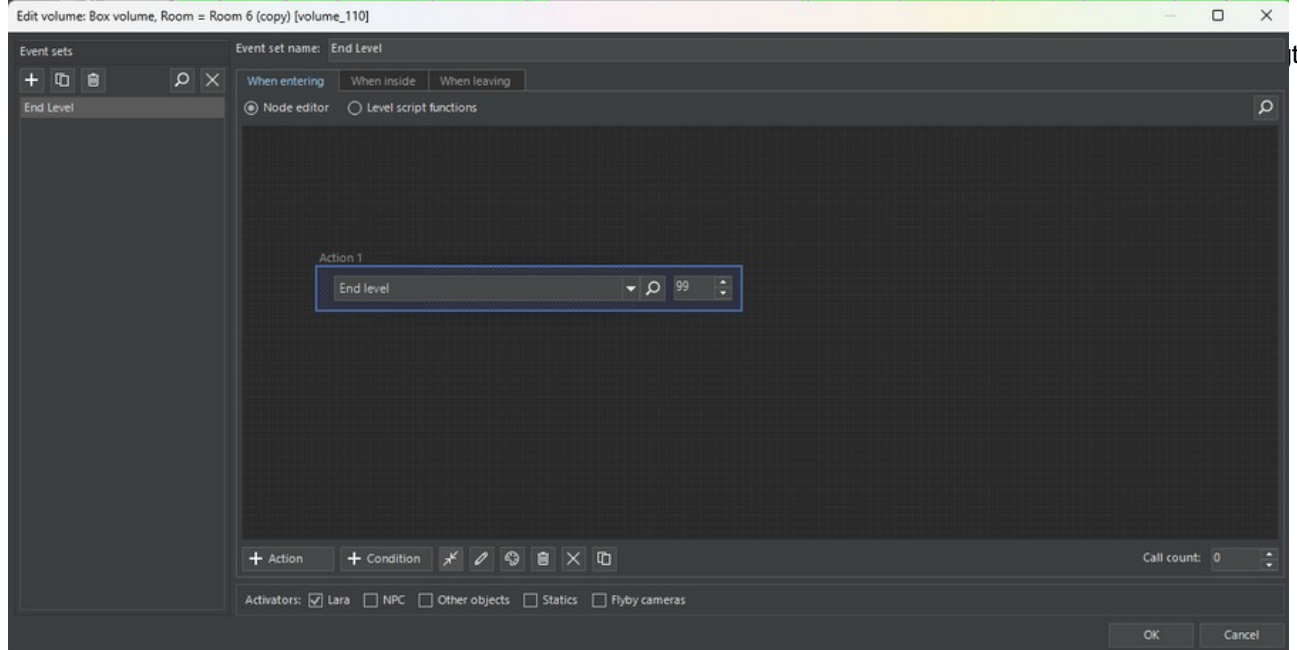 Edit volume: Box volume, Room = Room 6 (copy) [volume_110]
Event sets
Event set name: End Level
When entering When inside When leaving
End Level
Node editor Level script functions
Action 1
End level 99
+ Action + Condition
Call count: 0
Activators: Lara NPC Other objects Statics Flyby cameras
OK Cancel